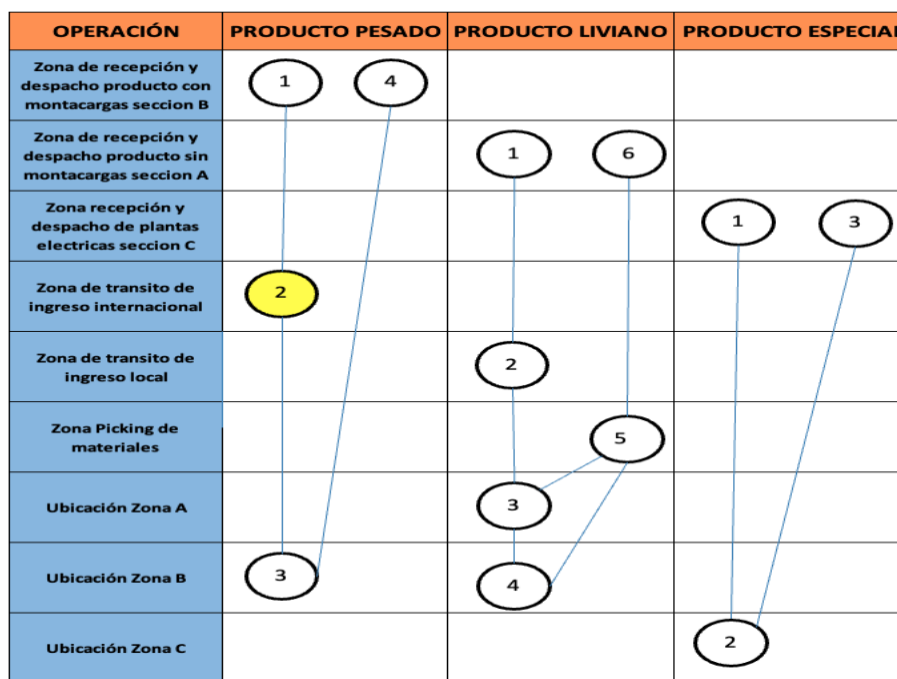 OPERACIÓN PRODUCTO PESADO PRODUCTO LIVIANO PRODUCTO ESPECIAL
Zona de recepción y
despacho producto con
montacargas seccion B
1 4
Zona de recepción y
despacho producto sin
montacargas seccion A
1 6
Zona recepción y
despacho de plantas
electricas seccion C
1 3
Zona de transito de
ingreso internacional
2
Zona de transito de
ingreso local
2
Zona Picking de
materiales
5
Ubicación Zona A
3
Ubicación Zona B
3 4
Ubicación Zona C
2